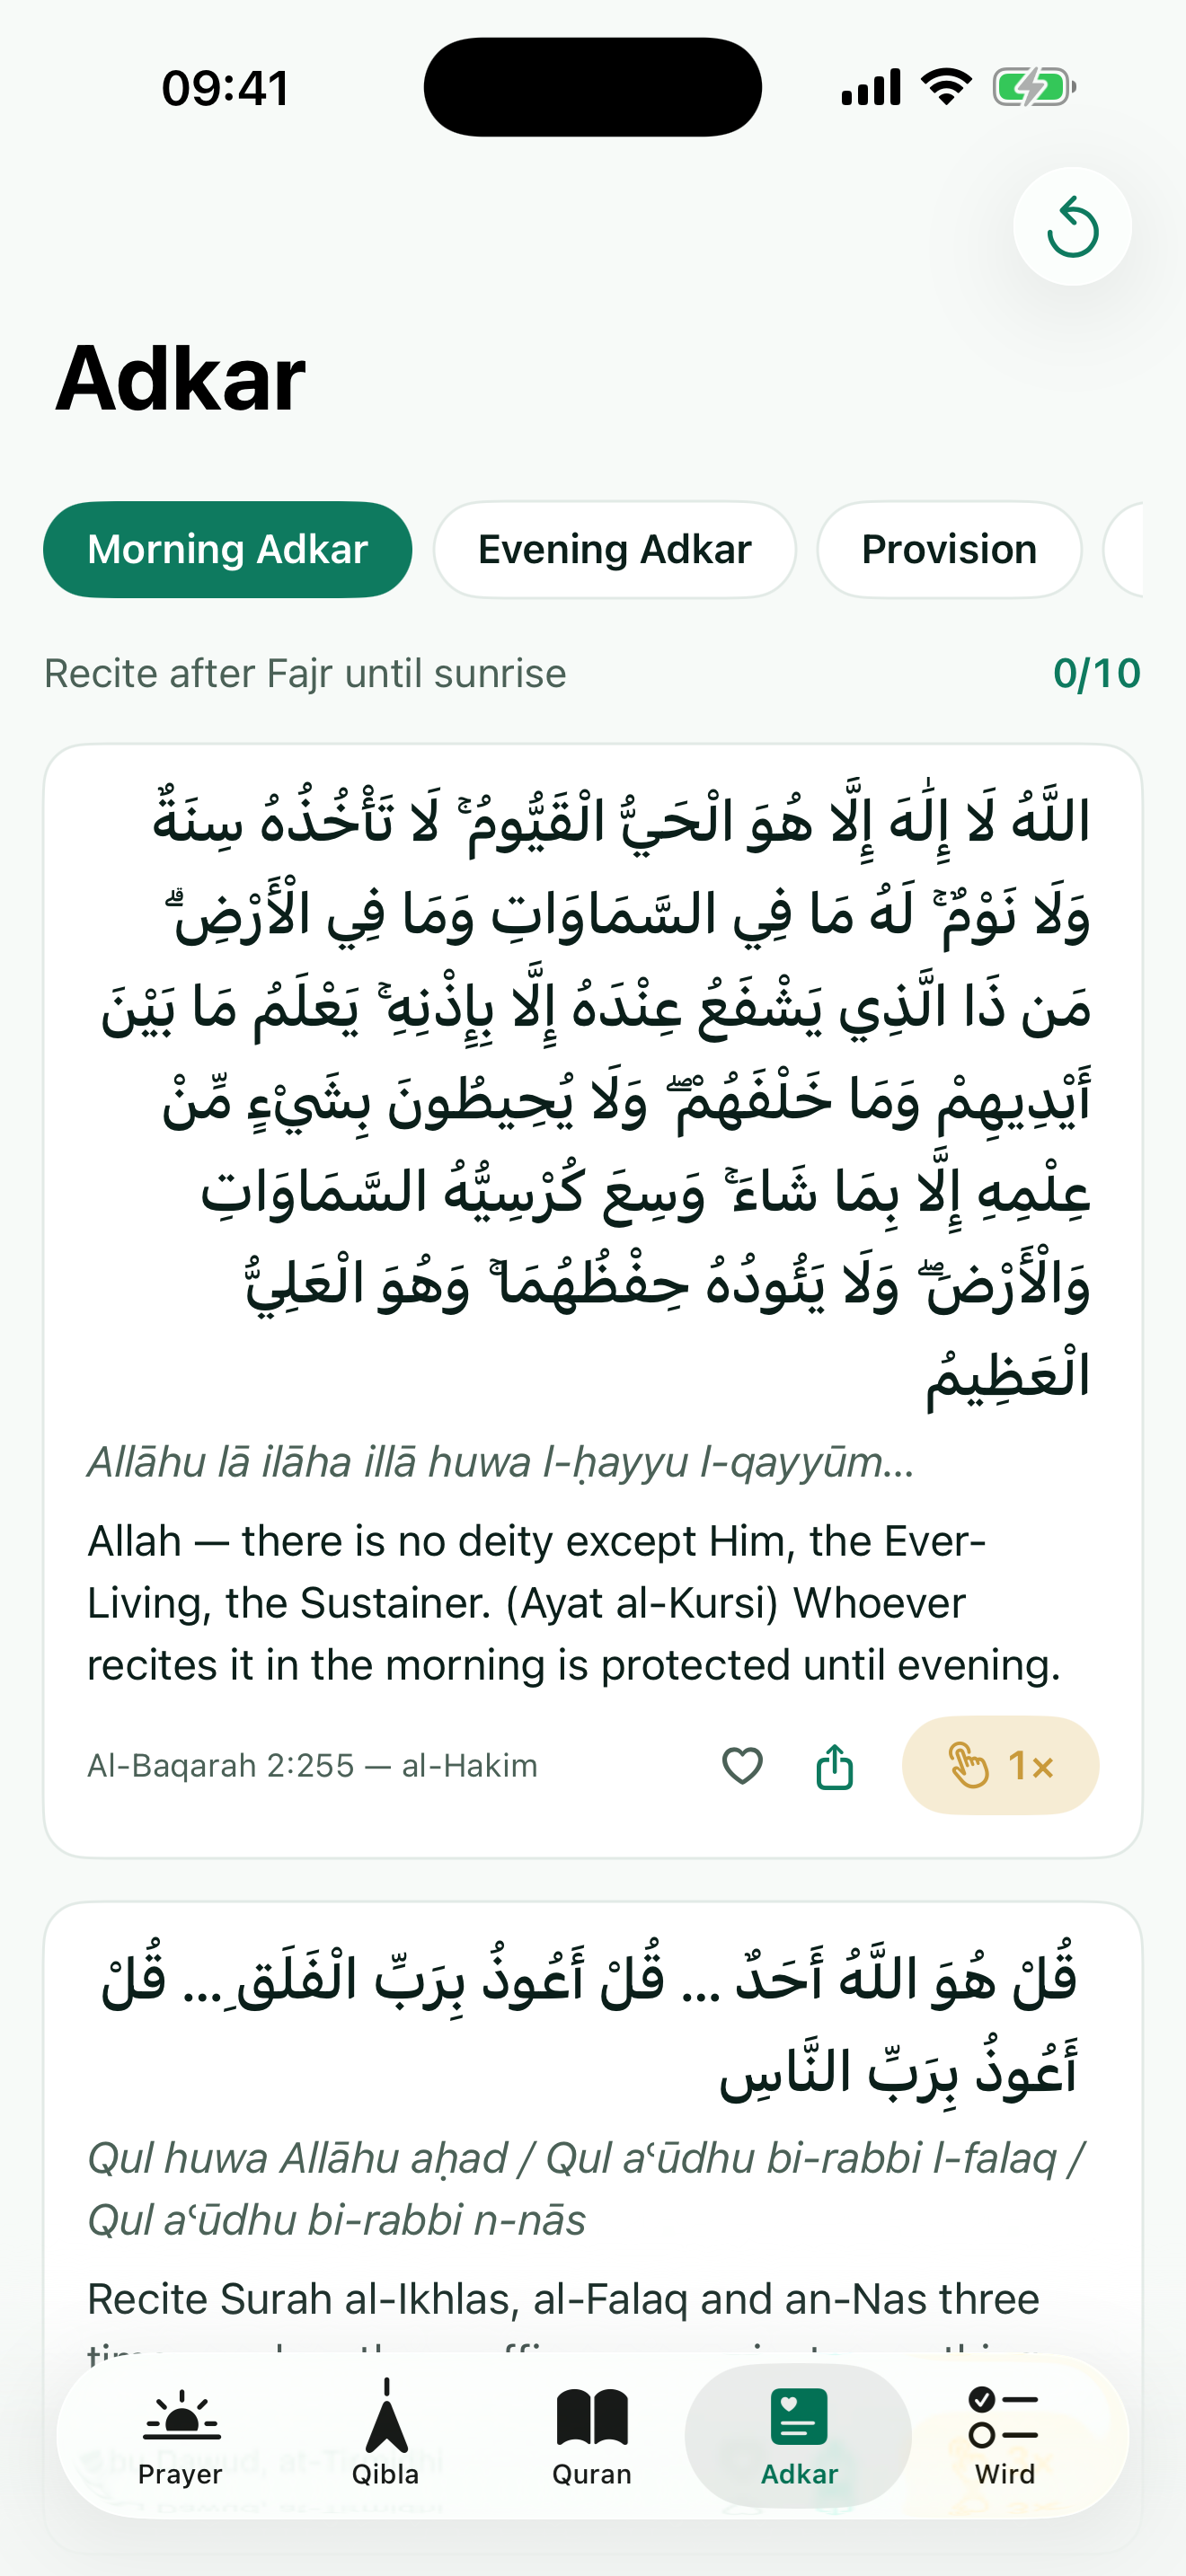 09:41
Adkar
Morning Adkar
Evening Adkar
Provision
Recite after Fajr until sunrise
0/10
اللَّهُ لَا إِلَٰهَ إِلَّا هُوَ الْحَيُّ الْقَيُّومُ ۚ لَا تَأْخُذُهُ سِنَةٌ
وَلَا نَوْمٌ ۚ لَهُ مَا فِي السَّمَاوَاتِ وَمَا فِي الْأَرْضِ ۗ
مَن ذَا الَّذِي يَشْفَعُ عِنْدَهُ إِلَّا بِإِذْنِهِ ۚ يَعْلَمُ مَا بَيْنَ
أَيْدِيهِمْ وَمَا خَلْفَهُمْ ۖ وَلَا يُحِيطُونَ بِشَيْءٍ مِّنْ
عِلْمِهِ إِلَّا بِمَا شَاءَ ۚ وَسِعَ كُرْسِيُّهُ السَّمَاوَاتِ
وَالْأَرْضَ ۖ وَلَا يَئُودُهُ حِفْظُهُمَا ۚ وَهُوَ الْعَلِيُّ
الْعَظِيمُ
Allāhu lā ilāha illā huwa l-ḥayyu l-qayyūm…
Allah — there is no deity except Him, the Ever-
Living, the Sustainer. (Ayat al-Kursi) Whoever
recites it in the morning is protected until evening.
Al-Baqarah 2:255 — al-Hakim
1×
قُلْ هُوَ اللَّهُ أَحَدٌ … قُلْ أَعُوذُ بِرَبِّ الْفَلَقِ … قُلْ
أَعُوذُ بِرَبِّ النَّاسِ
Qul huwa Allāhu aḥad / Qul aʿūdhu bi-rabbi l-falaq /
Qul aʿūdhu bi-rabbi n-nās
Recite Surah al-Ikhlas, al-Falaq and an-Nas three
Prayer
Qibla
Quran
Adkar
Wird